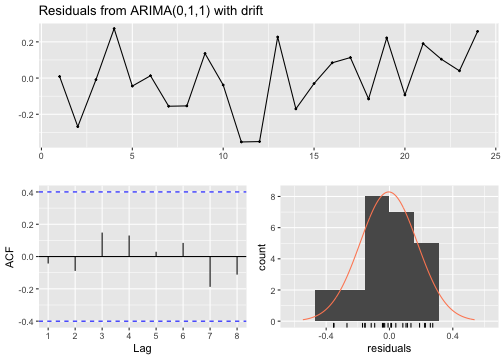 Residuals from ARIMA(0,1,1) with drift
0.2
0.0
-0.2
0 5 10 15 20 25
ACF
0.4
0.2
0.0
-0.2
-0.4
1 2 3 4 5 6 7 8
Lag
count
8
6
4
2
0
-0.4 0.0 0.4
residuals